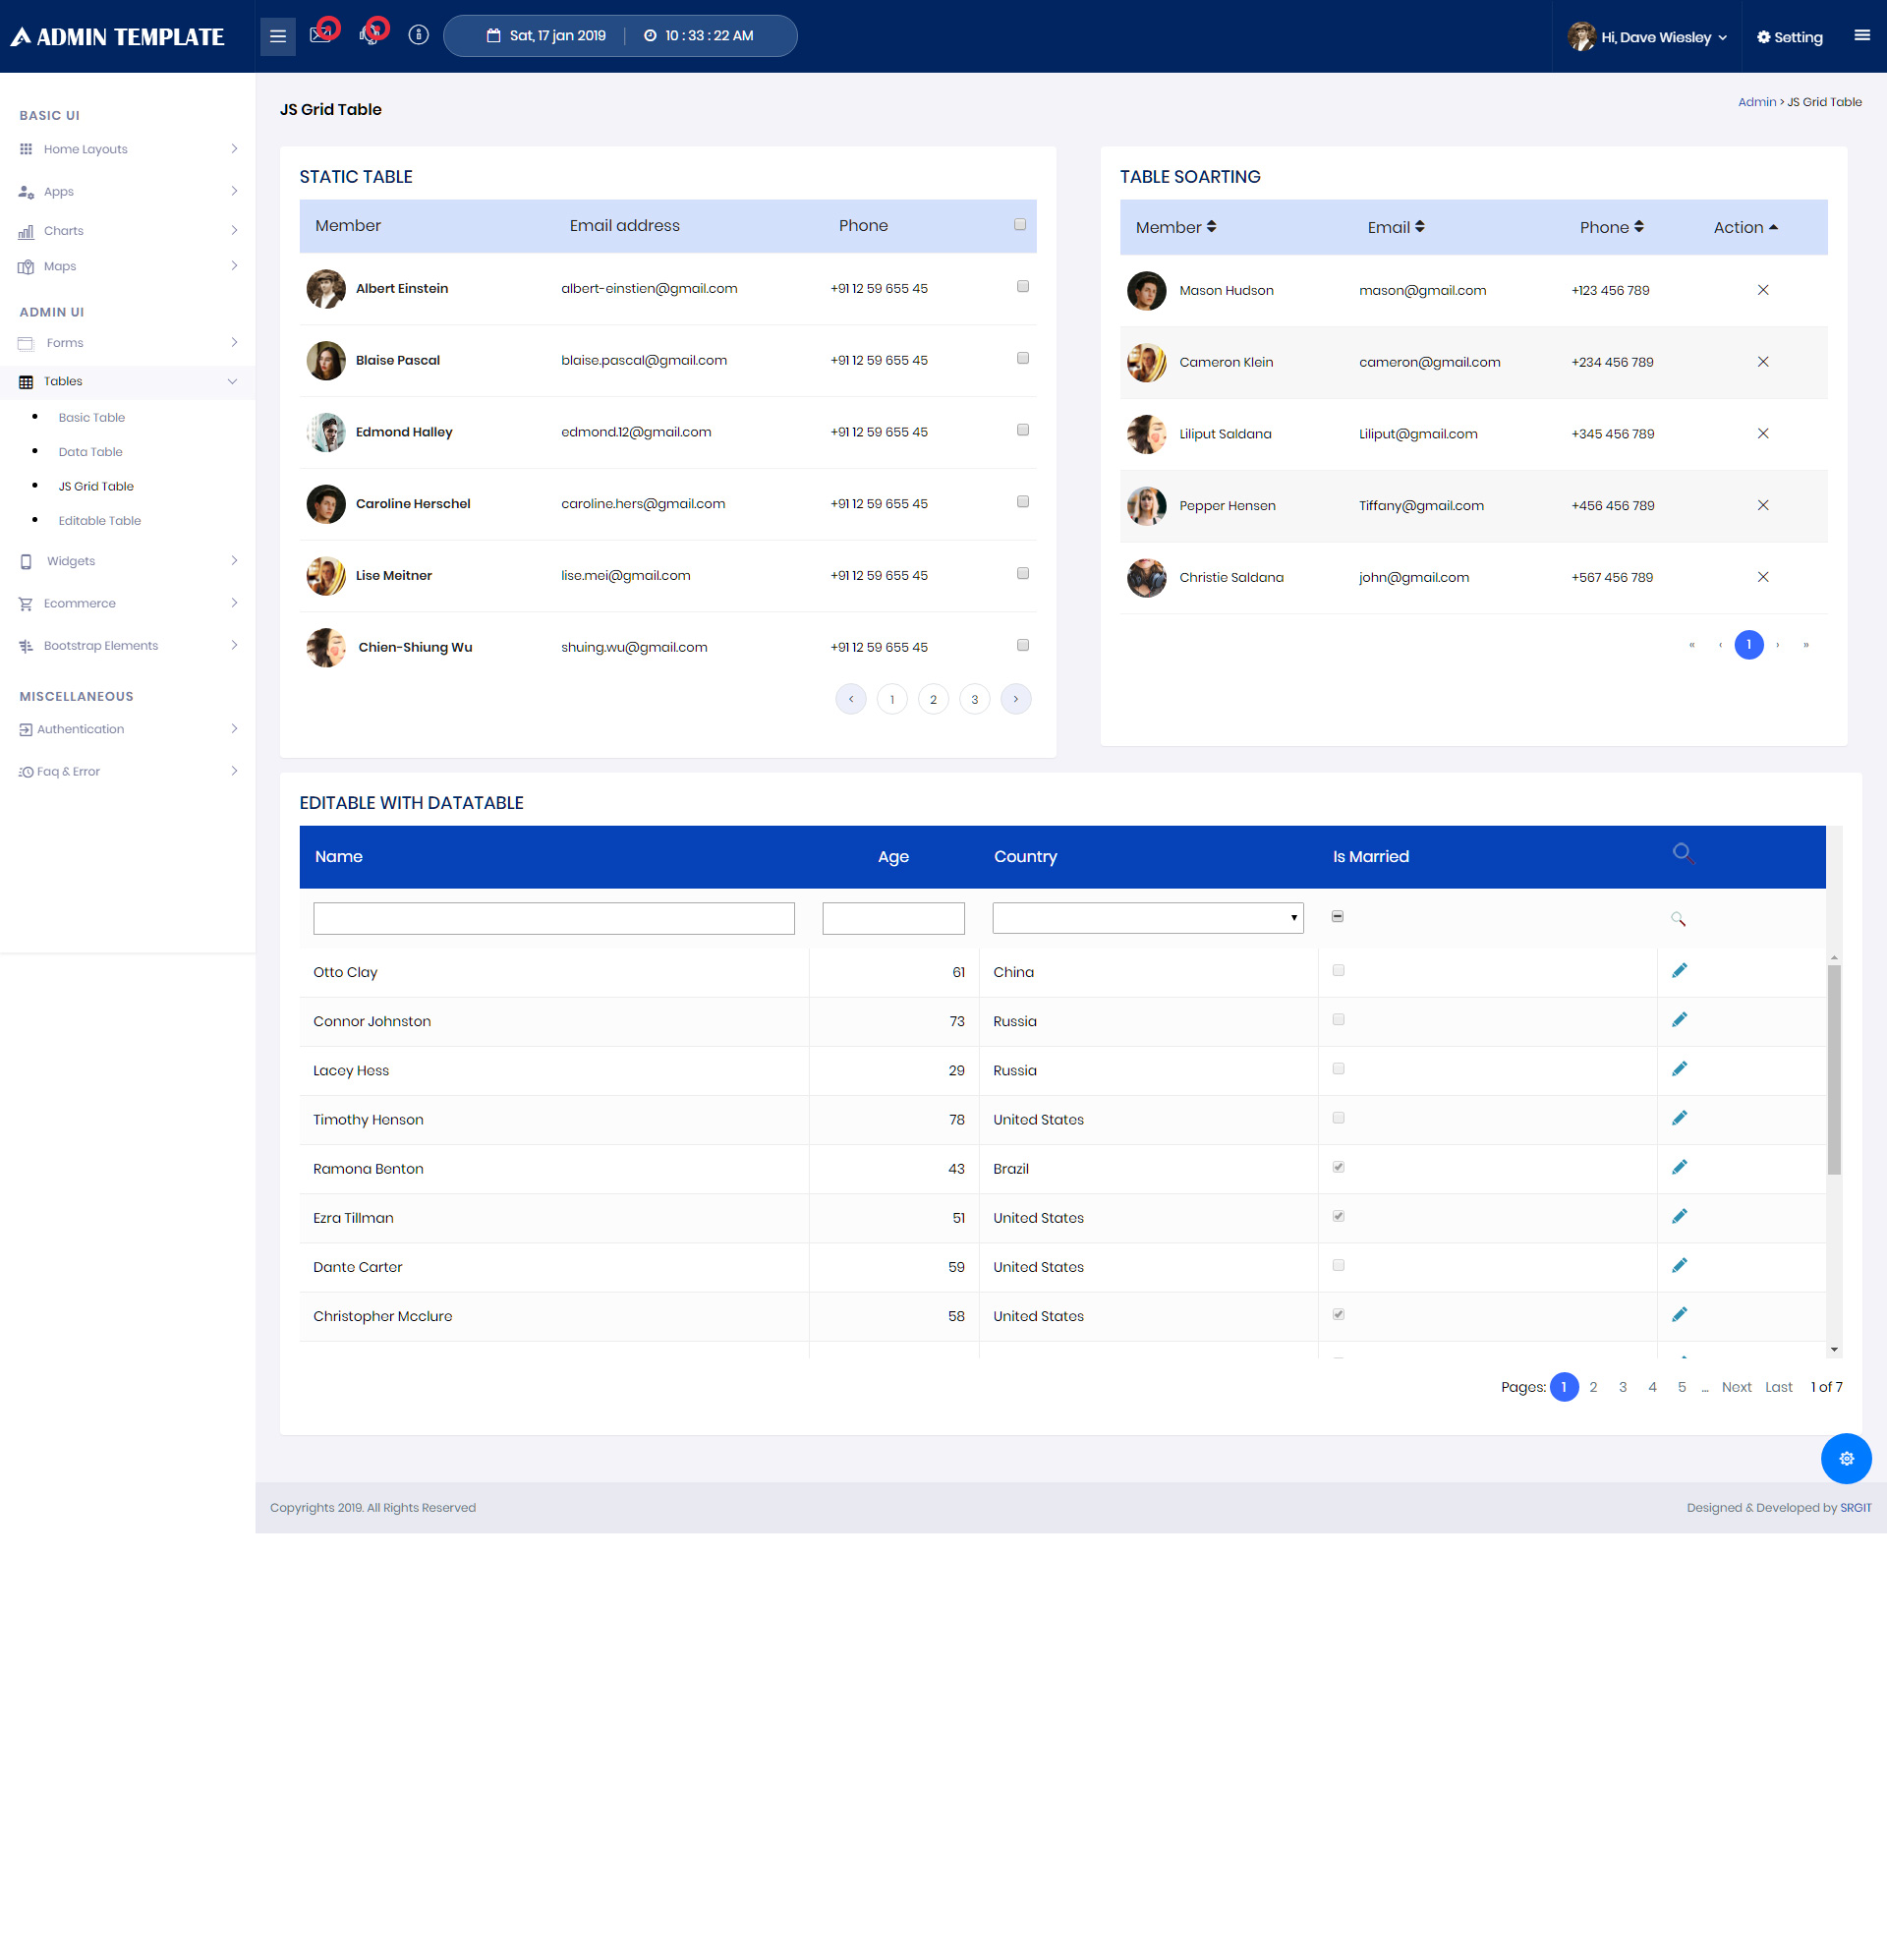 ADMIN TEMPLATE
Sat, 17 jan 2019 | 10 : 33 : 22 AM
Hi, Dave Wiesley
Setting
BASIC UI
Home Layouts
Apps
Charts
Maps
ADMIN UI
Forms
Tables
Basic Table
Data Table
JS Grid Table
Editable Table
Widgets
Ecommerce
Bootstrap Elements
MISCELLANEOUS
Authentication
Faq & Error
JS Grid Table
Admin > JS Grid Table
STATIC TABLE
Member Email address Phone
Albert Einstein albert-einstien@gmail.com +91 12 59 655 45
Blaise Pascal blaise.pascal@gmail.com +91 12 59 655 45
Edmond Halley edmond.12@gmail.com +91 12 59 655 45
Caroline Herschel caroline.hers@gmail.com +91 12 59 655 45
Lise Meitner lise.mei@gmail.com +91 12 59 655 45
Chien-Shiung Wu shuing.wu@gmail.com +91 12 59 655 45
‹ 1 2 3 ›
TABLE SOARTING
Member Email Phone Action
Mason Hudson mason@gmail.com +123 456 789
Cameron Klein cameron@gmail.com +234 456 789
Liliput Saldana Liliput@gmail.com +345 456 789
Pepper Hensen Tiffany@gmail.com +456 456 789
Christie Saldana john@gmail.com +567 456 789
« ‹ 1 › »
EDITABLE WITH DATATABLE
Name Age Country Is Married
Otto Clay 61 China
Connor Johnston 73 Russia
Lacey Hess 29 Russia
Timothy Henson 78 United States
Ramona Benton 43 Brazil
Ezra Tillman 51 United States
Dante Carter 59 United States
Christopher Mcclure 58 United States
Pages: 1 2 3 4 5 ... Next Last 1 of 7
Copyrights 2019. All Rights Reserved
Designed & Developed by SRGIT